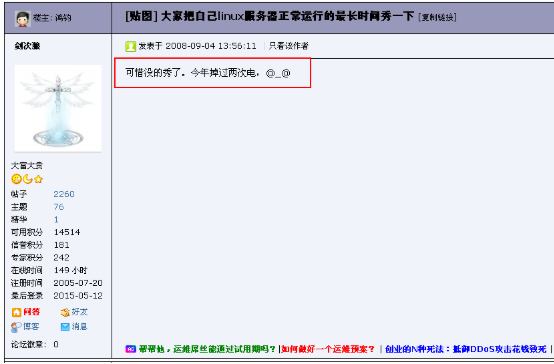 楼主: 鸿钧
[贴图] 大家把自己linux服务器正常运行的最长时间秀一下 [复制链接]
剑次狼
发表于 2008-09-04 13:56:11 | 只看该作者
可惜没的秀了。今年掉过两次电，@_@
大富大贵
帖子 2260
主题 76
精华 1
可用积分 14514
信誉积分 181
专家积分 242
在线时间 149 小时
注册时间 2005-07-20
最后登录 2015-05-12
问答 好友
博客 消息
论坛徽章: 0
帮帮他，运维屌丝能通过试用期吗？|如何做好一个运维预案？ | 创业的N种死法：抵御DDoS攻击花钱致死 |